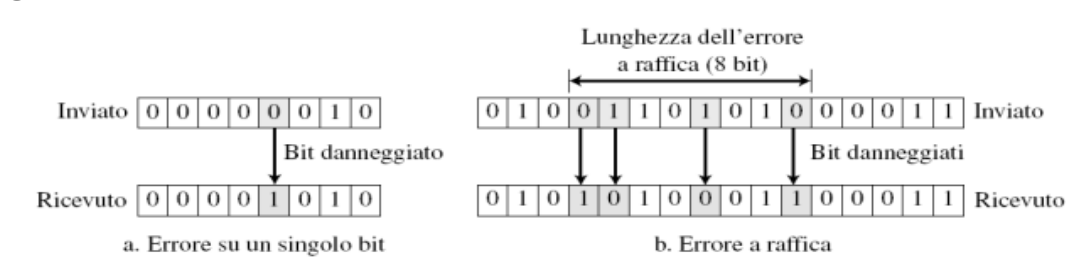 Lunghezza dell'errore
a raffica (8 bit)
Inviato 0 0 0 0 0 0 1 0
0 1 0 0 1 1 0 1 0 1 0 0 0 0 1 1 Inviato
Bit danneggiato
Bit danneggiati
Ricevuto 0 0 0 0 1 0 1 0
0 1 0 1 0 1 0 0 0 1 1 0 0 0 1 1 Ricevuto
a. Errore su un singolo bit
b. Errore a raffica